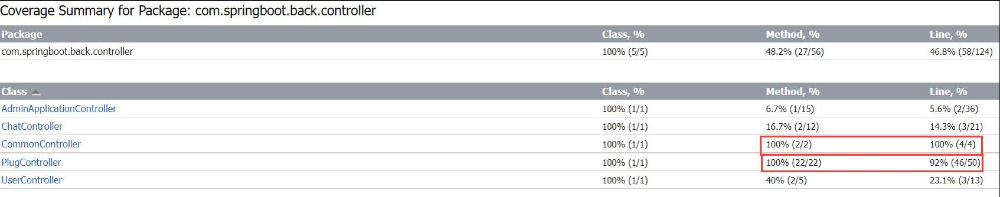 Coverage Summary for Package: com.springboot.back.controller
Package Class, % Method, % Line, %
com.springboot.back.controller 100% (5/5) 48.2% (27/56) 46.8% (58/124)
Class Class, % Method, % Line, %
AdminApplicationController 100% (1/1) 6.7% (1/15) 5.6% (2/36)
ChatController 100% (1/1) 16.7% (2/12) 14.3% (3/21)
CommonController 100% (1/1) 100% (2/2) 100% (4/4)
PlugController 100% (1/1) 100% (22/22) 92% (46/50)
UserController 100% (1/1) 40% (2/5) 23.1% (3/13)